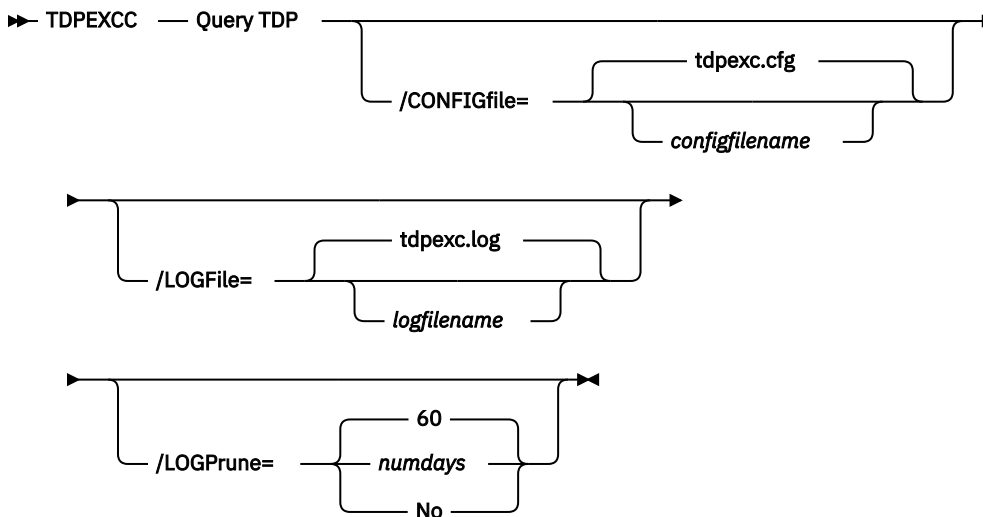 TDPEXCC Query TDP
tdpexc.cfg
/CONFIGfile=
configfilename
tdpexc.log
/LOGFile=
logfilename
60
/LOGPrune= numdays
No